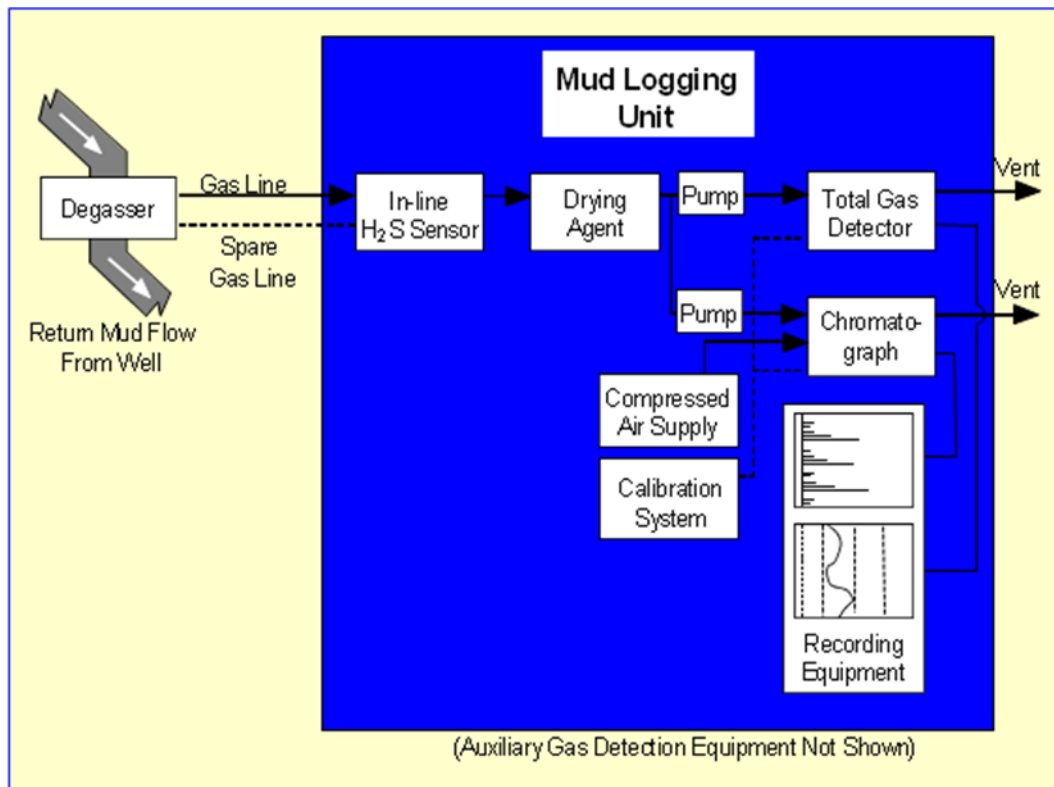 Mud Logging
Unit
Gas Line
Degasser
Spare
Gas Line
Return Mud Flow
From Well
In-line
H₂S Sensor
Drying
Agent
Pump
Total Gas
Detector
Vent
Pump
Chromato-
graph
Vent
Compressed
Air Supply
Calibration
System
Recording
Equipment
(Auxiliary Gas Detection Equipment Not Shown)